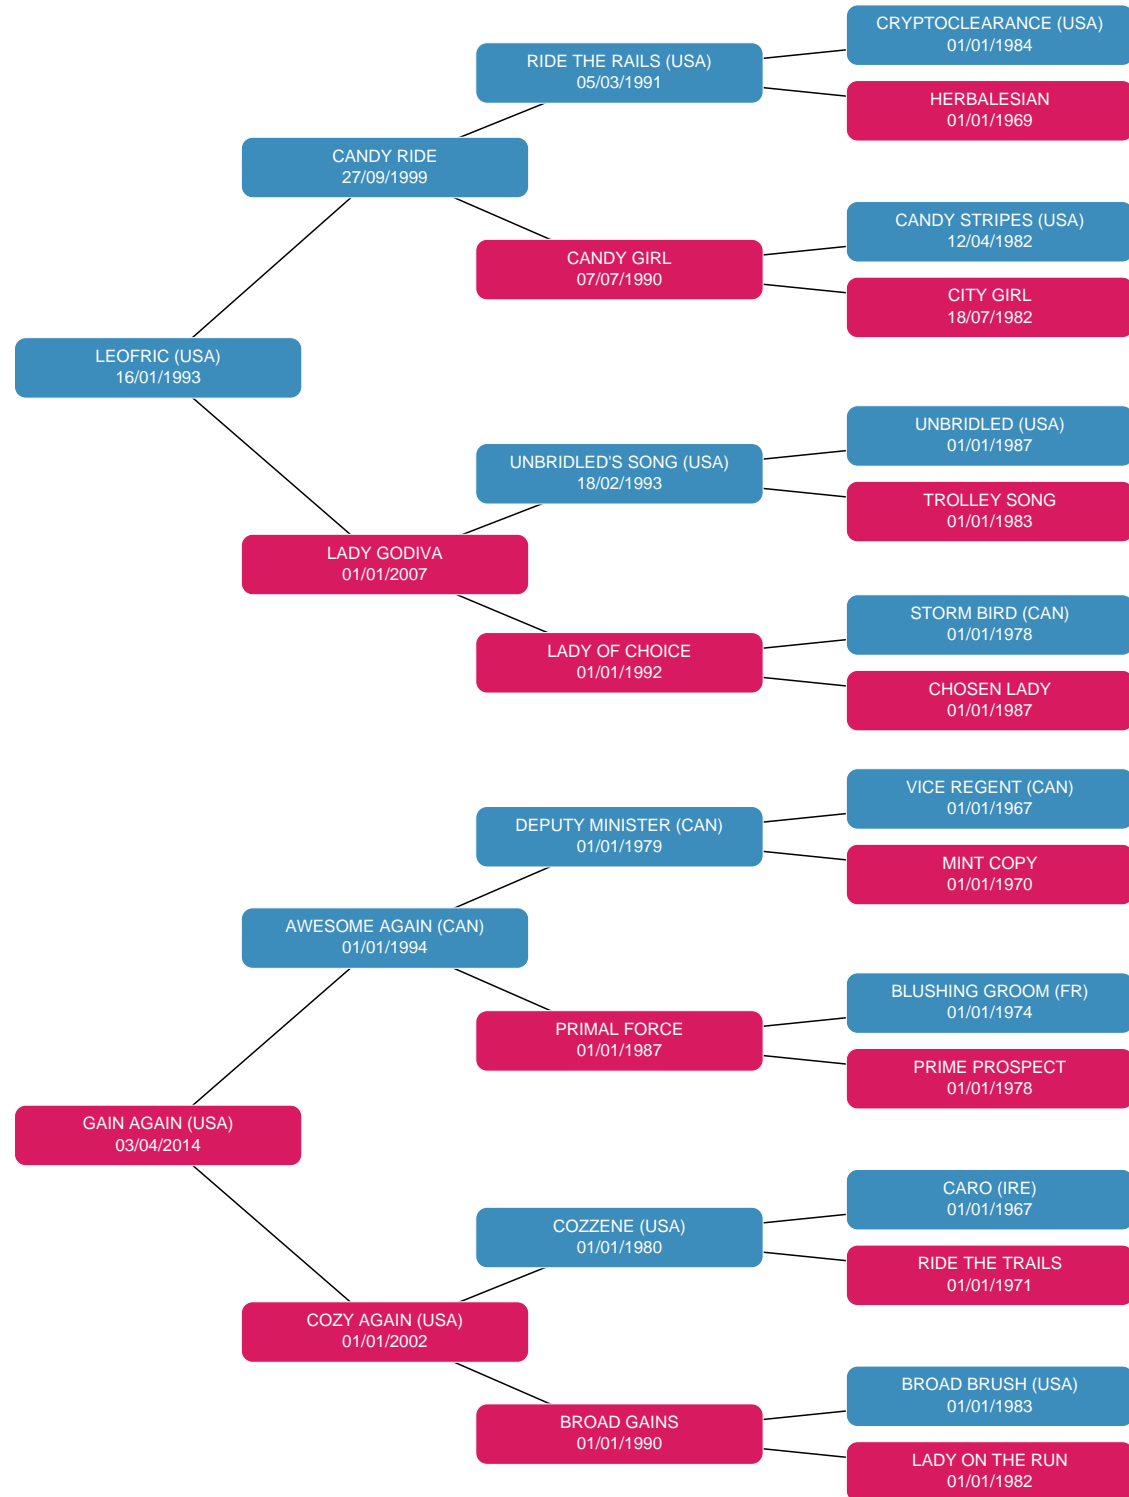 CRYPTOCLEARANCE (USA)
01/01/1984
RIDE THE RAILS (USA)
05/03/1991
HERBALESIAN
01/01/1969
CANDY RIDE
27/09/1999
CANDY STRIPES (USA)
12/04/1982
CANDY GIRL
07/07/1990
CITY GIRL
18/07/1982
LEOFRIC (USA)
16/01/1993
UNBRIDLED (USA)
01/01/1987
UNBRIDLED'S SONG (USA)
18/02/1993
TROLLEY SONG
01/01/1983
LADY GODIVA
01/01/2007
STORM BIRD (CAN)
01/01/1978
LADY OF CHOICE
01/01/1992
CHOSEN LADY
01/01/1987
VICE REGENT (CAN)
01/01/1967
DEPUTY MINISTER (CAN)
01/01/1979
MINT COPY
01/01/1970
AWESOME AGAIN (CAN)
01/01/1994
BLUSHING GROOM (FR)
01/01/1974
PRIMAL FORCE
01/01/1987
PRIME PROSPECT
01/01/1978
GAIN AGAIN (USA)
03/04/2014
CARO (IRE)
01/01/1967
COZZENE (USA)
01/01/1980
RIDE THE TRAILS
01/01/1971
COZY AGAIN (USA)
01/01/2002
BROAD BRUSH (USA)
01/01/1983
BROAD GAINS
01/01/1990
LADY ON THE RUN
01/01/1982